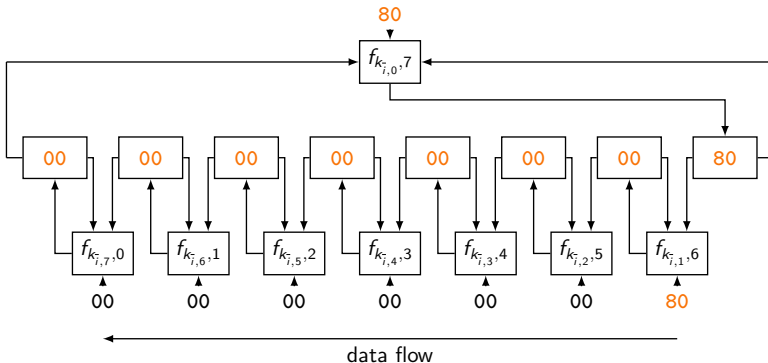 80
f_{k_{\bar{i},0},7}
00 00 00 00 00 00 00 80
f_{k_{\bar{i},7},0} f_{k_{\bar{i},6},1} f_{k_{\bar{i},5},2} f_{k_{\bar{i},4},3} f_{k_{\bar{i},3},4} f_{k_{\bar{i},2},5} f_{k_{\bar{i},1},6}
00 00 00 00 00 00 80
data flow